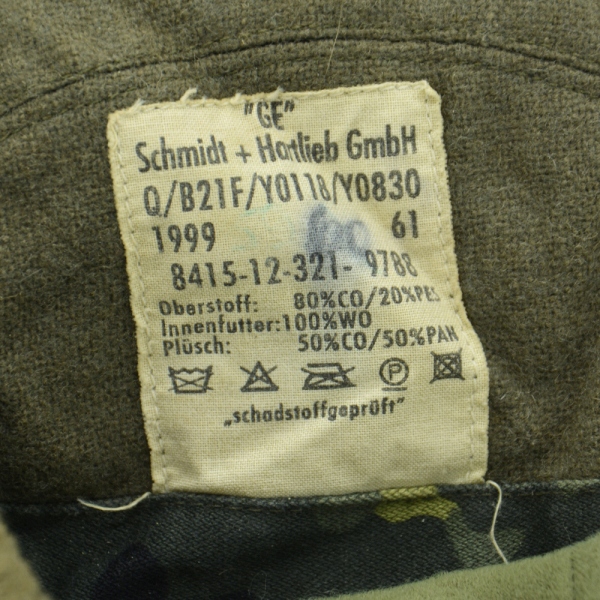 "GE"
Schmidt + Hartlieb GmbH
Q/B21F/Y0118/Y0830
1999 61
8415-12-321-9788
Oberstoff: 80%CO/20%PES
Innenfutter:100%WO
Plüsch: 50%CO/50%PAN
P
„schadstoffgeprüft"